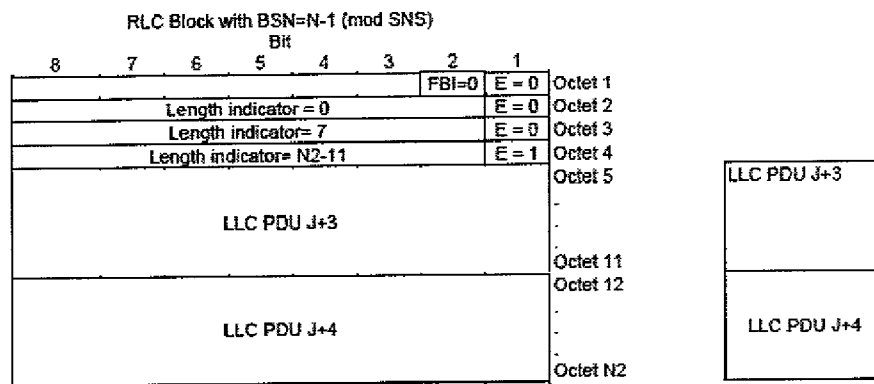 RLC Block with BSN=N-1 (mod SNS)
Bit
8 7 6 5 4 3 2 1
FBI=0 E = 0 Octet 1
Length indicator = 0 E = 0 Octet 2
Length indicator= 7 E = 0 Octet 3
Length indicator= N2-11 E = 1 Octet 4
Octet 5
.
.
.
LLC PDU J+3
Octet 11
Octet 12
.
.
.
LLC PDU J+4
Octet N2
LLC PDU J+3
LLC PDU J+4